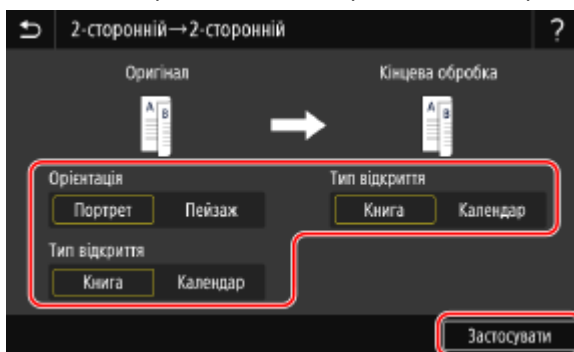 2-сторонній→2-сторонній ?
Оригінал Кінцева обробка
A B A B
Орієнтація Тип відкриття
Портрет Пейзаж Книга Календар
Тип відкриття
Книга Календар
Застосувати